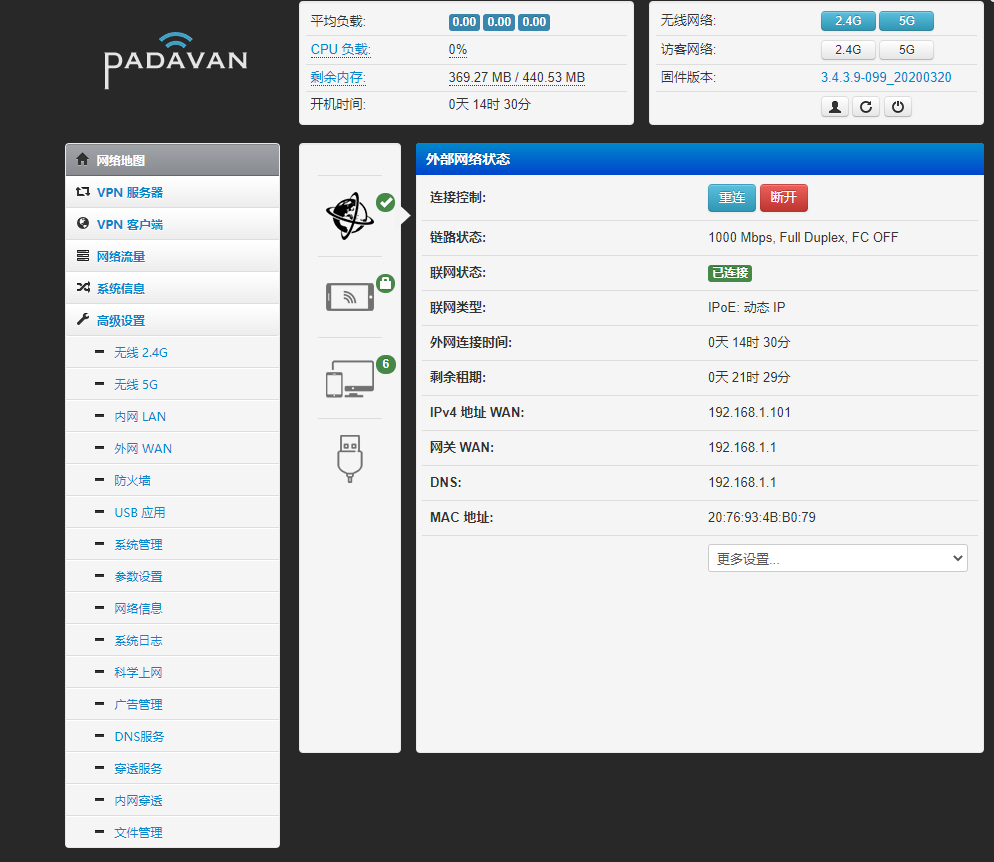 PADAVAN
平均负载: 0.00 0.00 0.00
CPU 负载: 0%
剩余内存: 369.27 MB / 440.53 MB
开机时间: 0天 14时 30分
无线网络: 2.4G 5G
访客网络: 2.4G 5G
固件版本: 3.4.3.9-099_20200320
网络地图
VPN 服务器
VPN 客户端
网络流量
系统信息
高级设置
无线 2.4G
无线 5G
内网 LAN
外网 WAN
防火墙
USB 应用
系统管理
参数设置
网络信息
系统日志
科学上网
广告管理
DNS服务
穿透服务
内网穿透
文件管理
6
外部网络状态
连接控制: 重连 断开
链路状态: 1000 Mbps, Full Duplex, FC OFF
联网状态: 已连接
联网类型: IPoE: 动态 IP
外网连接时间: 0天 14时 30分
剩余租期: 0天 21时 29分
IPv4 地址 WAN: 192.168.1.101
网关 WAN: 192.168.1.1
DNS: 192.168.1.1
MAC 地址: 20:76:93:4B:B0:79
更多设置...